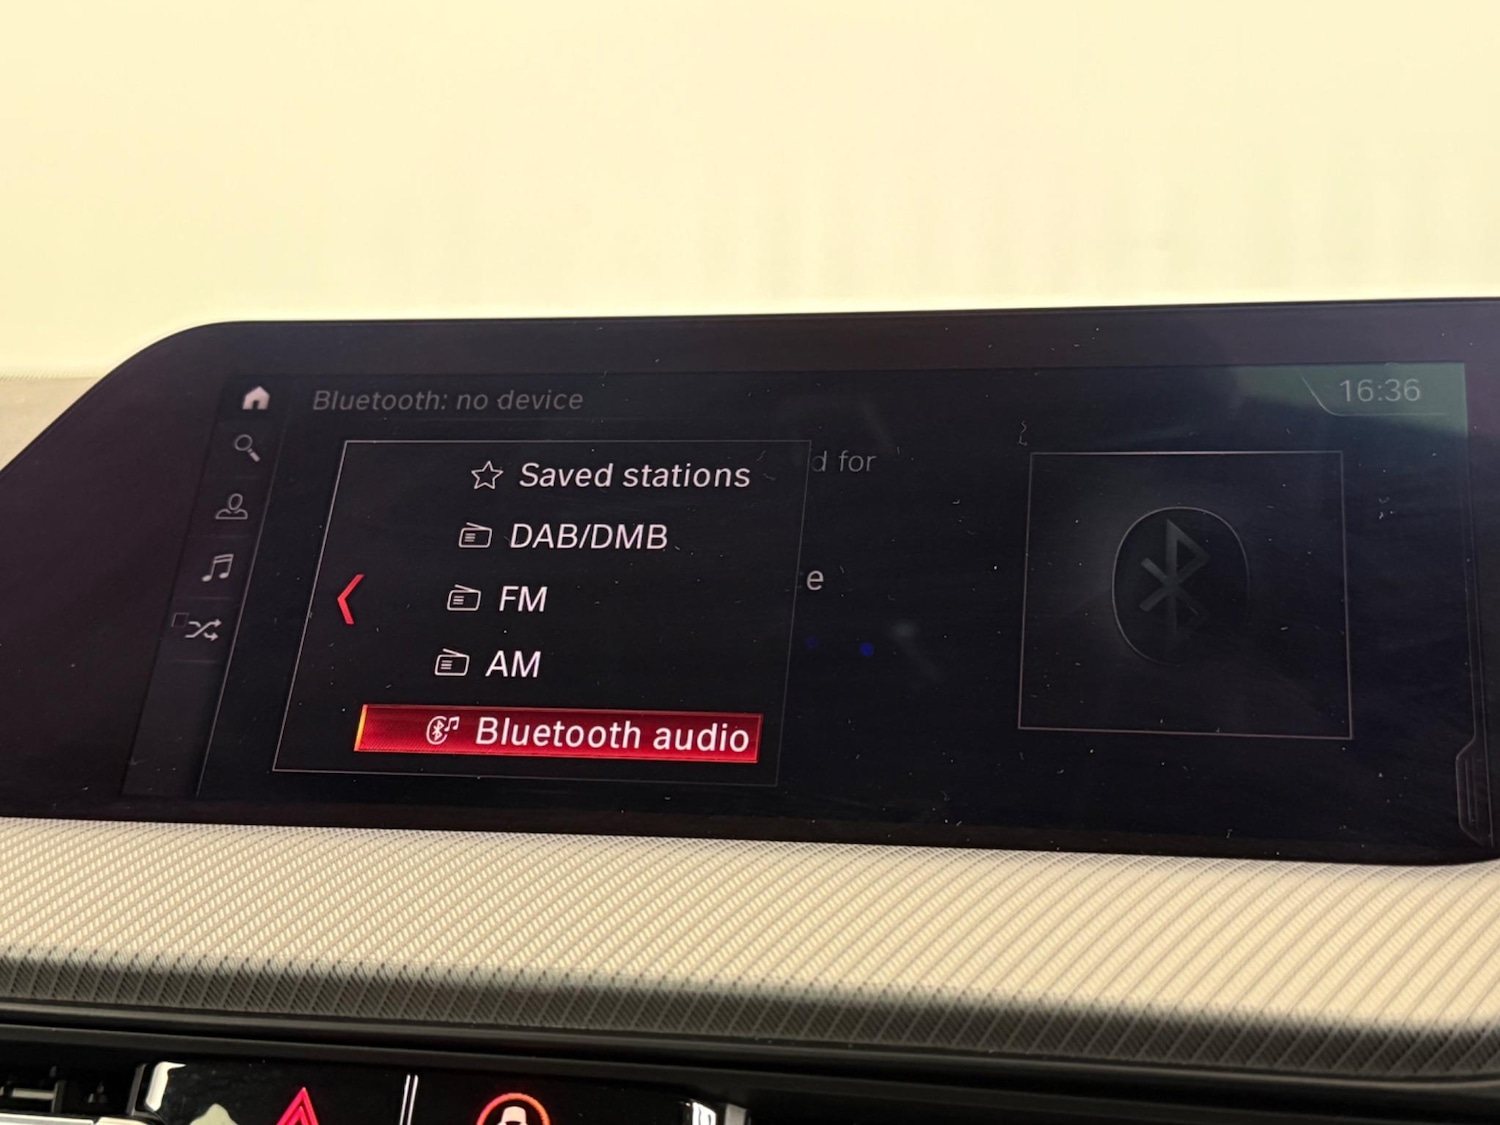 Bluetooth: no device
16:36
Saved stations
d for
DAB/DMB
e
FM
AM
Bluetooth audio